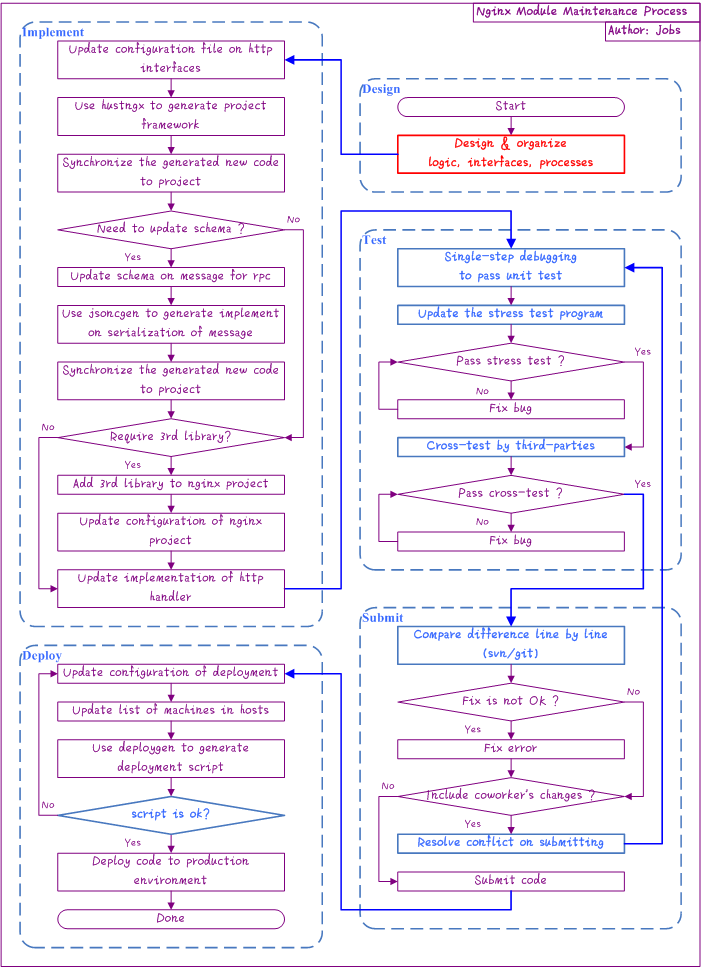 Nginx Module Maintenance Process
Author: Jobs
Design
Start
Design & organize
logic, interfaces, processes
Implement
Update configuration file on http
interfaces
Use hustngx to generate project
framework
Synchronize the generated new code
to project
Need to update schema ?
No
Yes
Update schema on message for rpc
Use jsoncgen to generate implement
on serialization of message
Synchronize the generated new code
to project
Require 3rd library?
No
Yes
Add 3rd library to nginx project
Update configuration of nginx
project
Update implementation of http
handler
Test
Single-step debugging
to pass unit test
Update the stress test program
Pass stress test ?
Yes
No
Fix bug
Cross-test by third-parties
Pass cross-test ?
Yes
No
Fix bug
Submit
Compare difference line by line
(svn/git)
Fix is not Ok ?
No
Yes
Fix error
Include coworker's changes ?
No
Yes
Resolve conflict on submitting
Submit code
Deploy
Update configuration of deployment
Update list of machines in hosts
Use deploygen to generate
deployment script
script is ok?
No
Yes
Deploy code to production
environment
Done